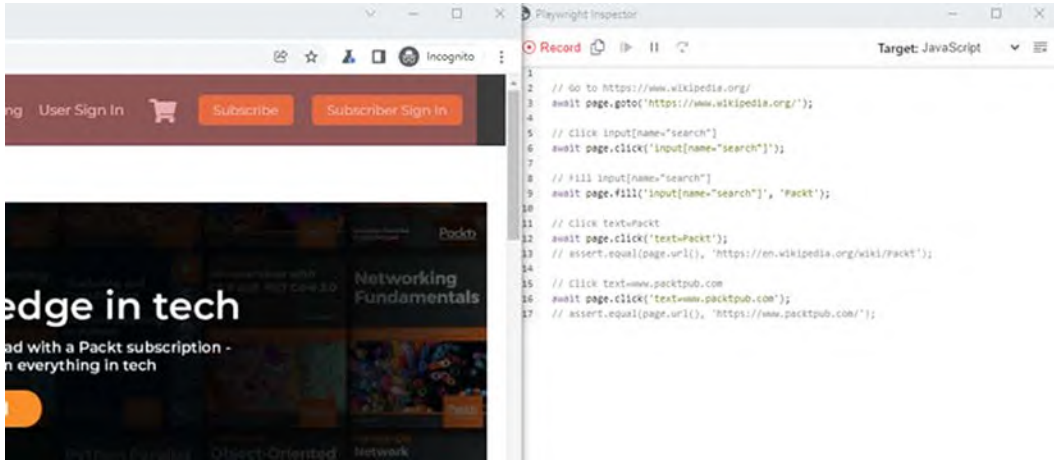 Incognito
ng User Sign In Subscribe Subscriber Sign In
Packt>
Networking
Fundamentals
edge in tech
ad with a Packt subscription -
n everything in tech
Object-Oriented
Network
Playwright Inspector
Record Target: JavaScript
1
2 // Go to https://www.wikipedia.org/
3 await page.goto('https://www.wikipedia.org/');
4
5 // Click input[name="search"]
6 await page.click('input[name="search"]');
7
8 // Fill input[name="search"]
9 await page.fill('input[name="search"]', 'Packt');
10
11 // Click text=Packt
12 await page.click('text=Packt');
13 // assert.equal(page.url(), 'https://en.wikipedia.org/wiki/Packt');
14
15 // Click text=www.packtpub.com
16 await page.click('text=www.packtpub.com');
17 // assert.equal(page.url(), 'https://www.packtpub.com/');